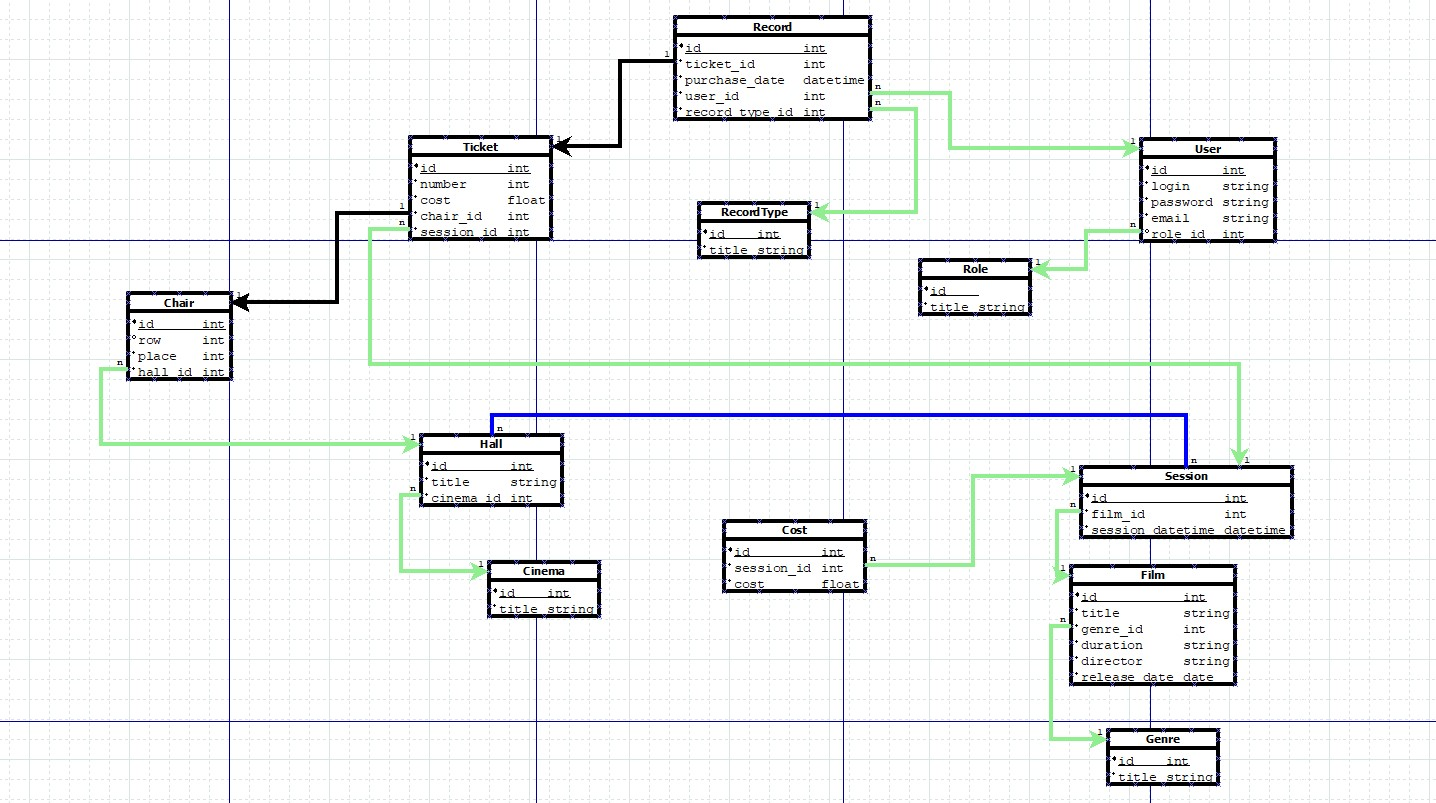 Record
id int
ticket_id int
purchase_date datetime
user_id int
record_type_id int
1
n
n
Ticket
id int
number int
cost float
chair_id int
session_id int
1
1
n
User
id int
login string
password string
email string
role_id int
1
n
RecordType
id int
title string
1
Role
id
title string
1
Chair
id int
row int
place int
hall_id int
1
n
Hall
id int
title string
cinema_id int
n
1
n
Session
id int
film_id int
session_datetime datetime
n
1
1
n
Cost
id int
session_id int
cost float
n
Cinema
id int
title string
1
Film
id int
title string
genre_id int
duration string
director string
release_date date
1
n
Genre
id int
title string
1